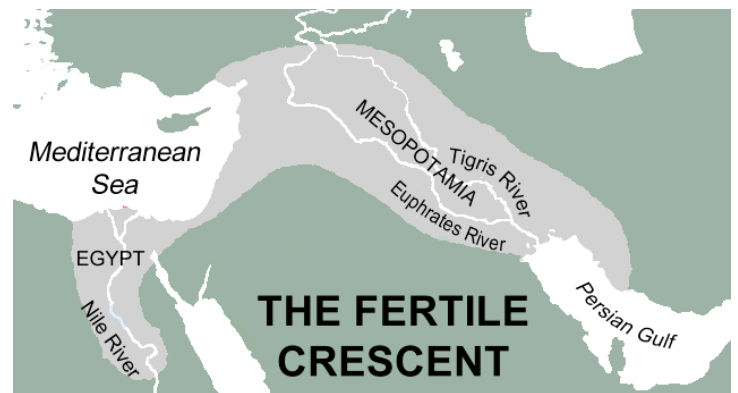 Mediterranean
Sea
MESOPOTAMIA
Tigris River
Euphrates River
EGYPT
Nile River
THE FERTILE
CRESCENT
Persian Gulf